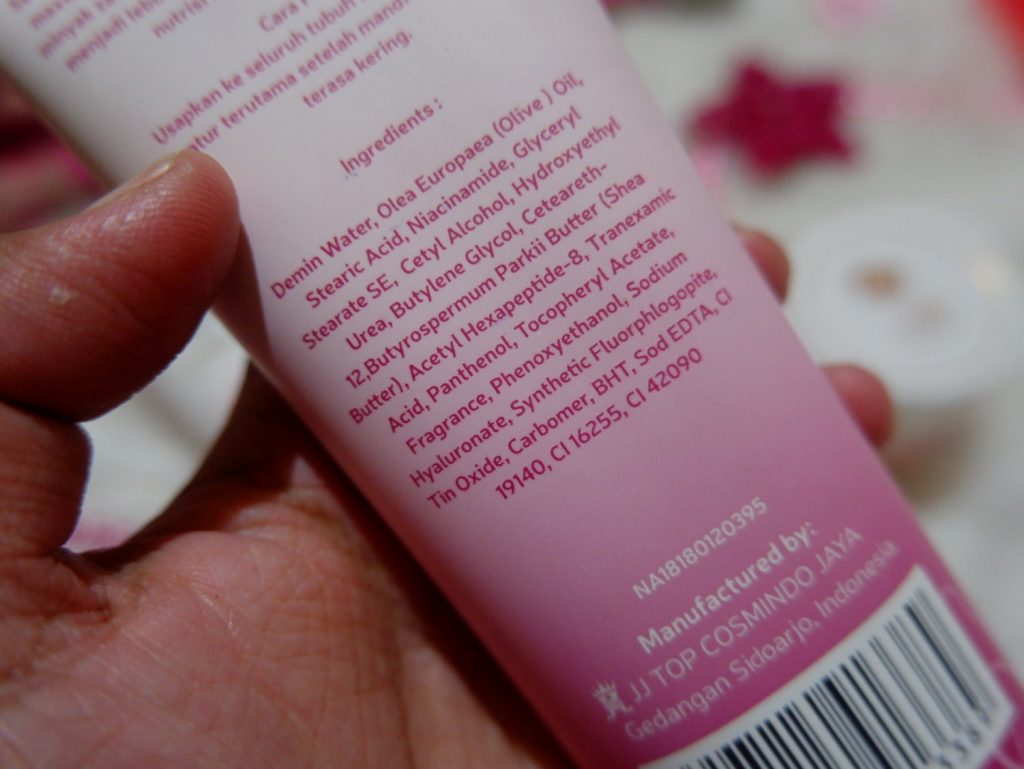 menjadi lebih
Cara
Usapkan ke seluruh tubuh
terutama setelah mandi
terasa kering.
Ingredients :
Demin Water, Olea Europaea (Olive ) Oil,
Stearic Acid, Niacinamide, Glyceryl
Stearate SE, Cetyl Alcohol, Hydroxyethyl
Urea, Butylene Glycol, Ceteareth-
12,Butyrospermum Parkii Butter (Shea
Butter), Acetyl Hexapeptide-8, Tranexamic
Acid, Panthenol, Tocopheryl Acetate,
Fragrance, Phenoxyethanol, Sodium
Hyaluronate, Synthetic Fluorphlogopite,
Tin Oxide, Carbomer, BHT, Sod EDTA, CI
19140, CI 16255, CI 42090
NA18180120395
Manufactured by:
JJ TOP COSMINDO JAYA
Gedangan Sidoarjo, Indonesia